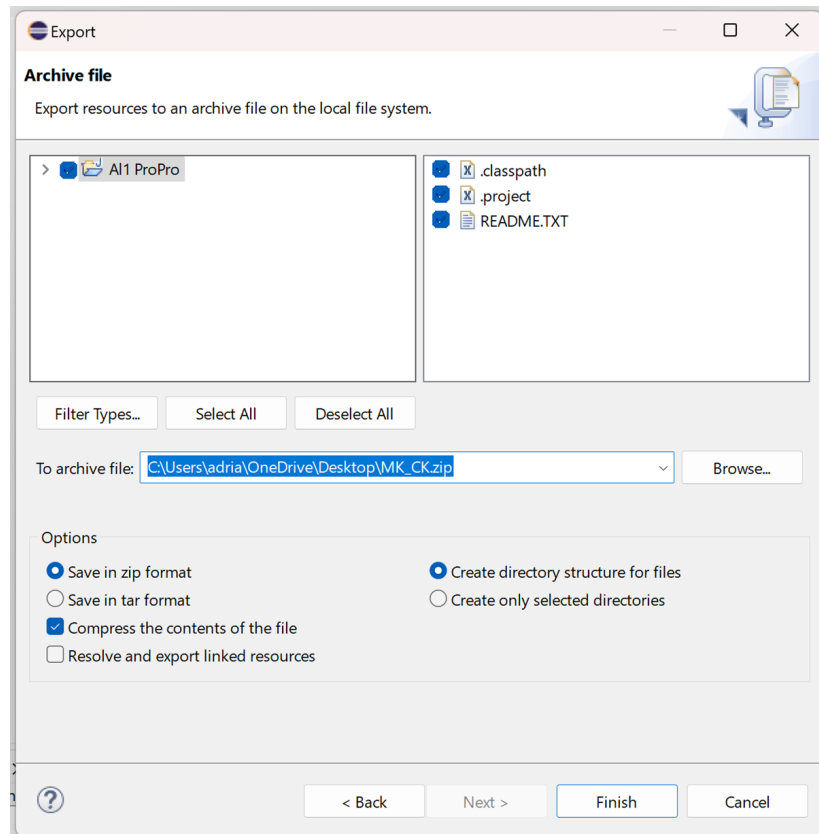 Export
Archive file
Export resources to an archive file on the local file system.
AI1 ProPro
.classpath
.project
README.TXT
Filter Types...
Select All
Deselect All
To archive file:
C:\Users\adria\OneDrive\Desktop\MK_CK.zip
Browse...
Options
Save in zip format
Create directory structure for files
Save in tar format
Create only selected directories
Compress the contents of the file
Resolve and export linked resources
< Back
Next >
Finish
Cancel